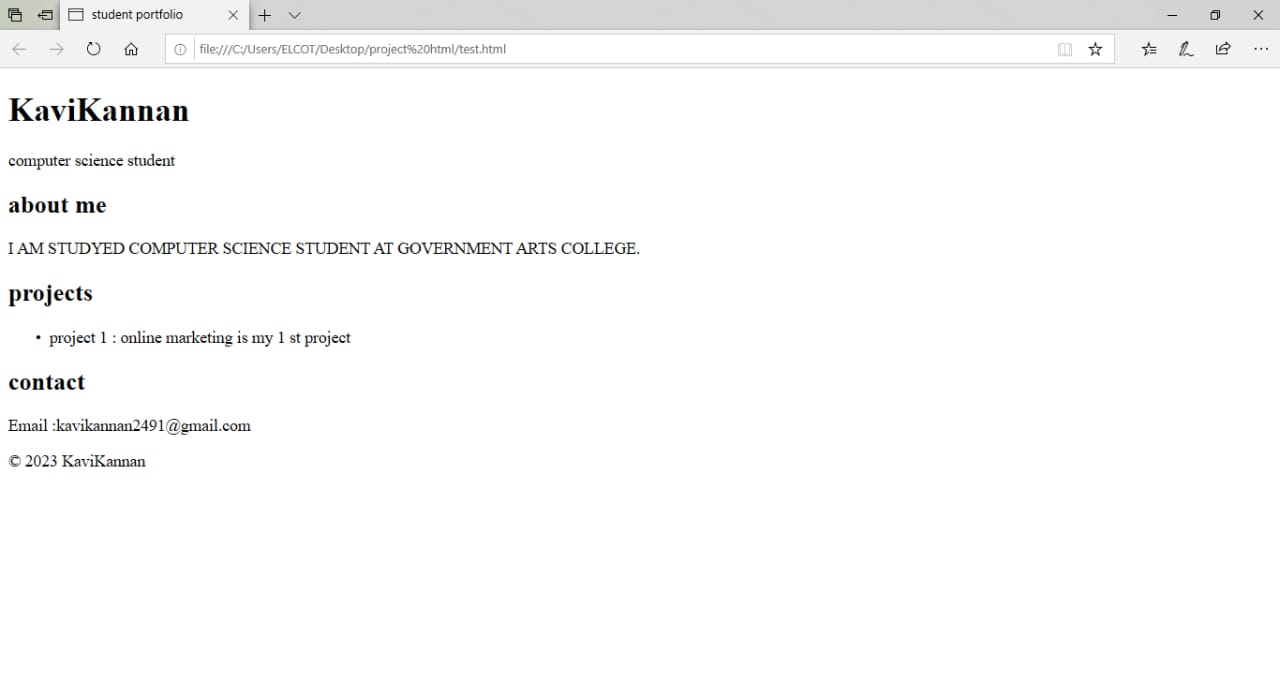 student portfolio
file:///C:/Users/ELCOT/Desktop/project%20html/test.html
KaviKannan
computer science student
about me
I AM STUDYED COMPUTER SCIENCE STUDENT AT GOVERNMENT ARTS COLLEGE.
projects
• project 1 : online marketing is my 1 st project
contact
Email :kavikannan2491@gmail.com
© 2023 KaviKannan